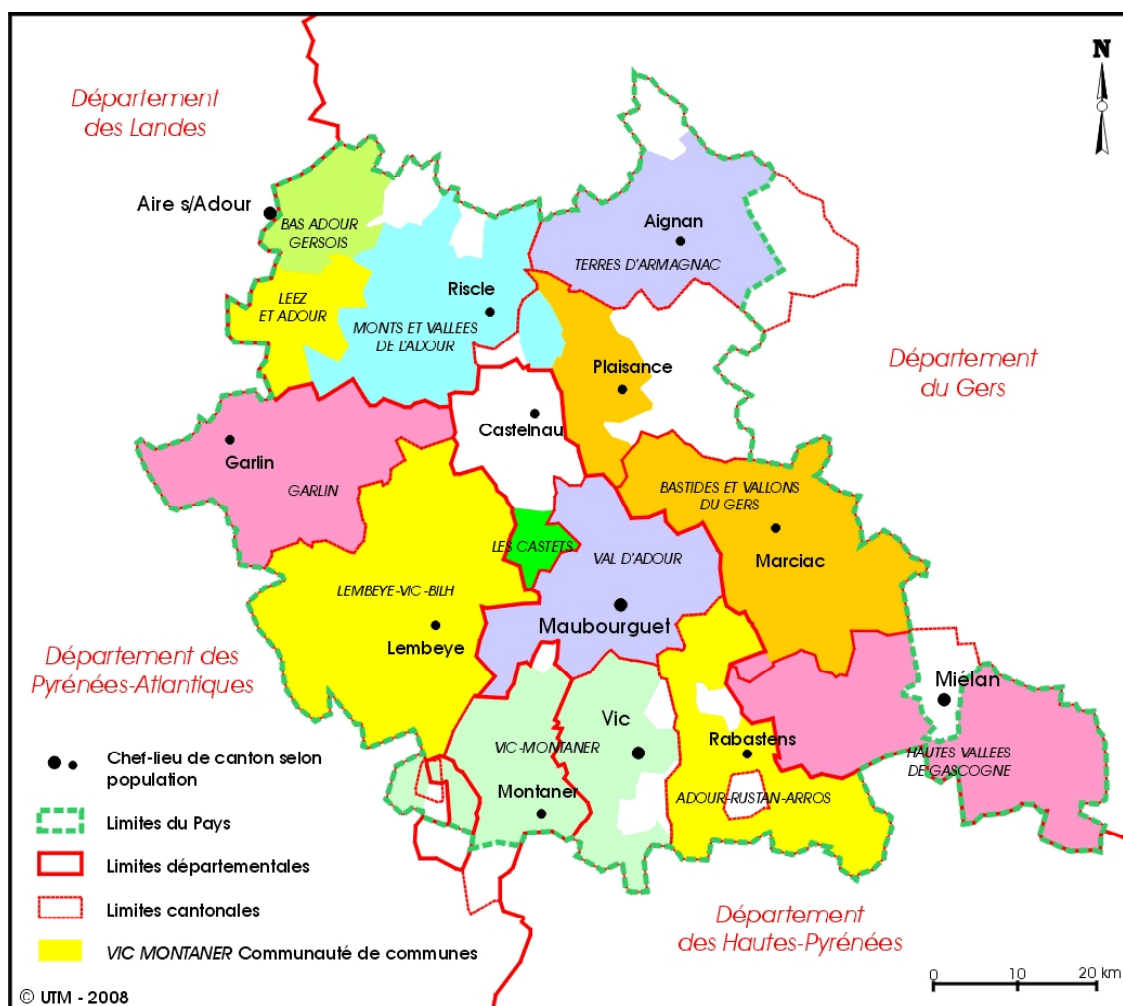 N
Département
des Landes
Aire s/Adour
BAS ADOUR
GERSOIS
Aignan
TERRES D'ARMAGNAC
LEEZ
ET ADOUR
Riscle
MONTS ET VALLEES
DE L'ADOUR
Plaisance
Département
du Gers
Castelnau
Garlin
GARLIN
BASTIDES ET VALLONS
DU GERS
Marciac
LES CASTETS
VAL D'ADOUR
LEMBEYE-VIC-BILH
Maubourguet
Lembeye
Département des
Pyrénées-Atlantiques
Miélan
Vic
VIC-MONTANER
Rabastens
HAUTES VALLEES
DE GASCOGNE
Montaner
ADOUR-RUSTAN-ARROS
Chef-lieu de canton selon
population
Limites du Pays
Limites départementales
Limites cantonales
VIC MONTANER Communauté de communes
Département
des Hautes-Pyrénées
0 10 20 km
© UTM - 2008